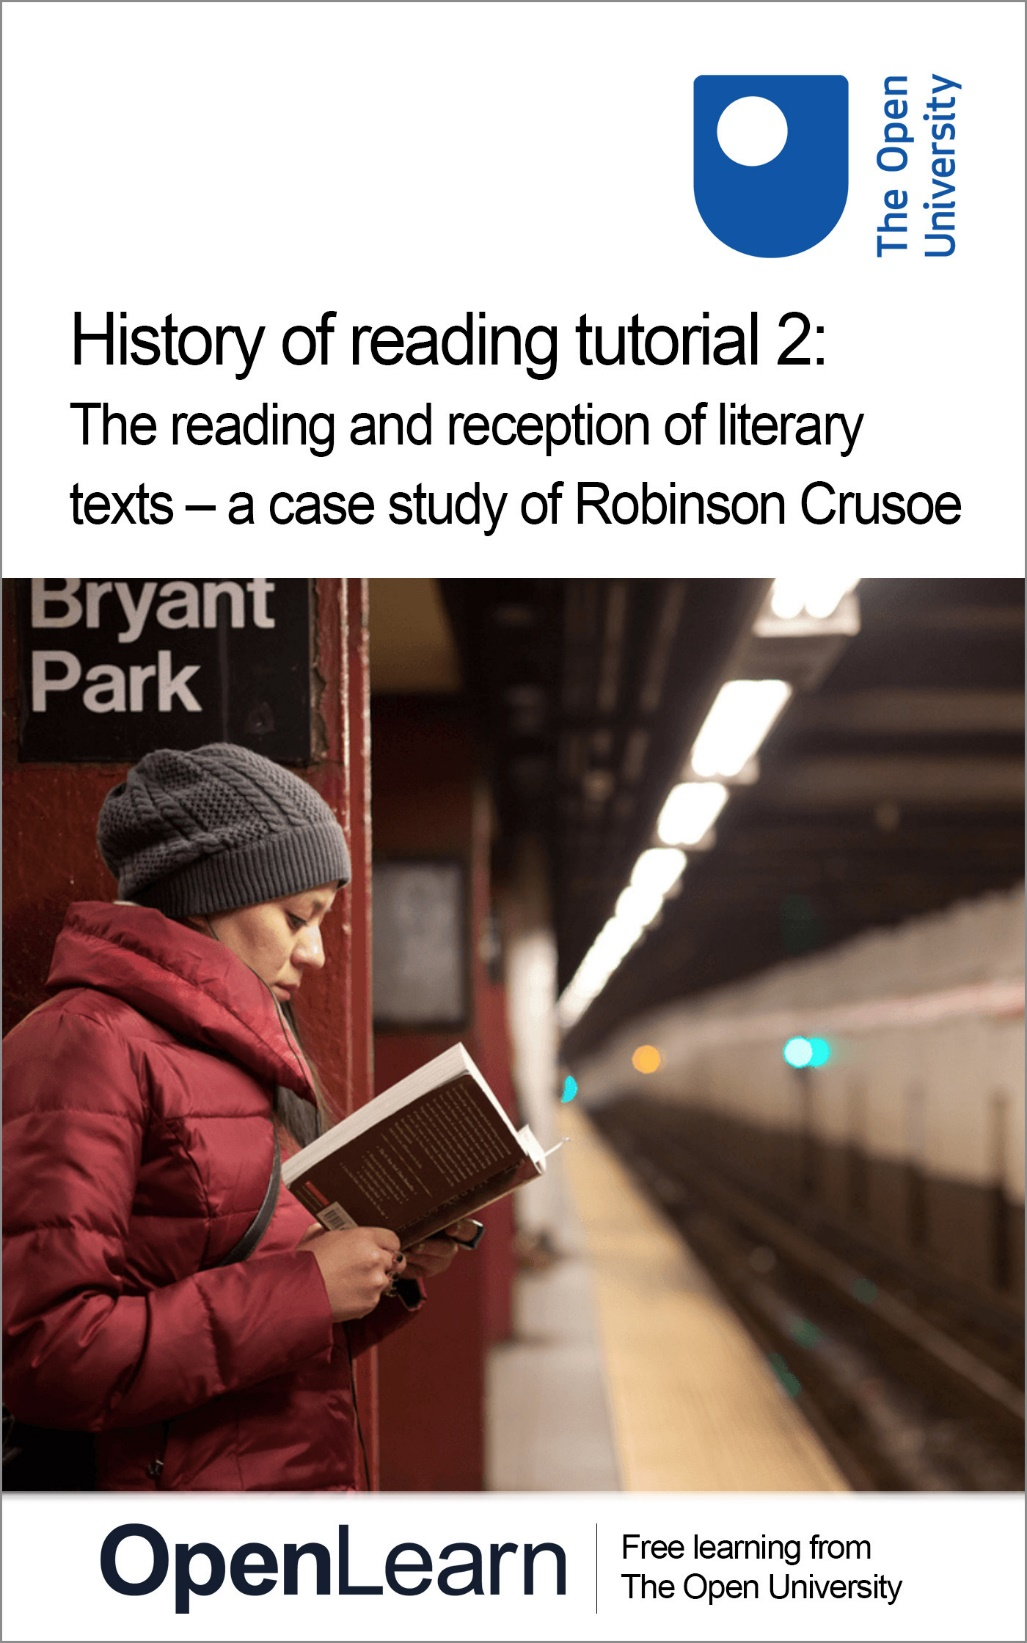 The Open
University
History of reading tutorial 2:
The reading and reception of literary
texts – a case study of Robinson Crusoe
Bryant
Park
OpenLearn
Free learning from
The Open University